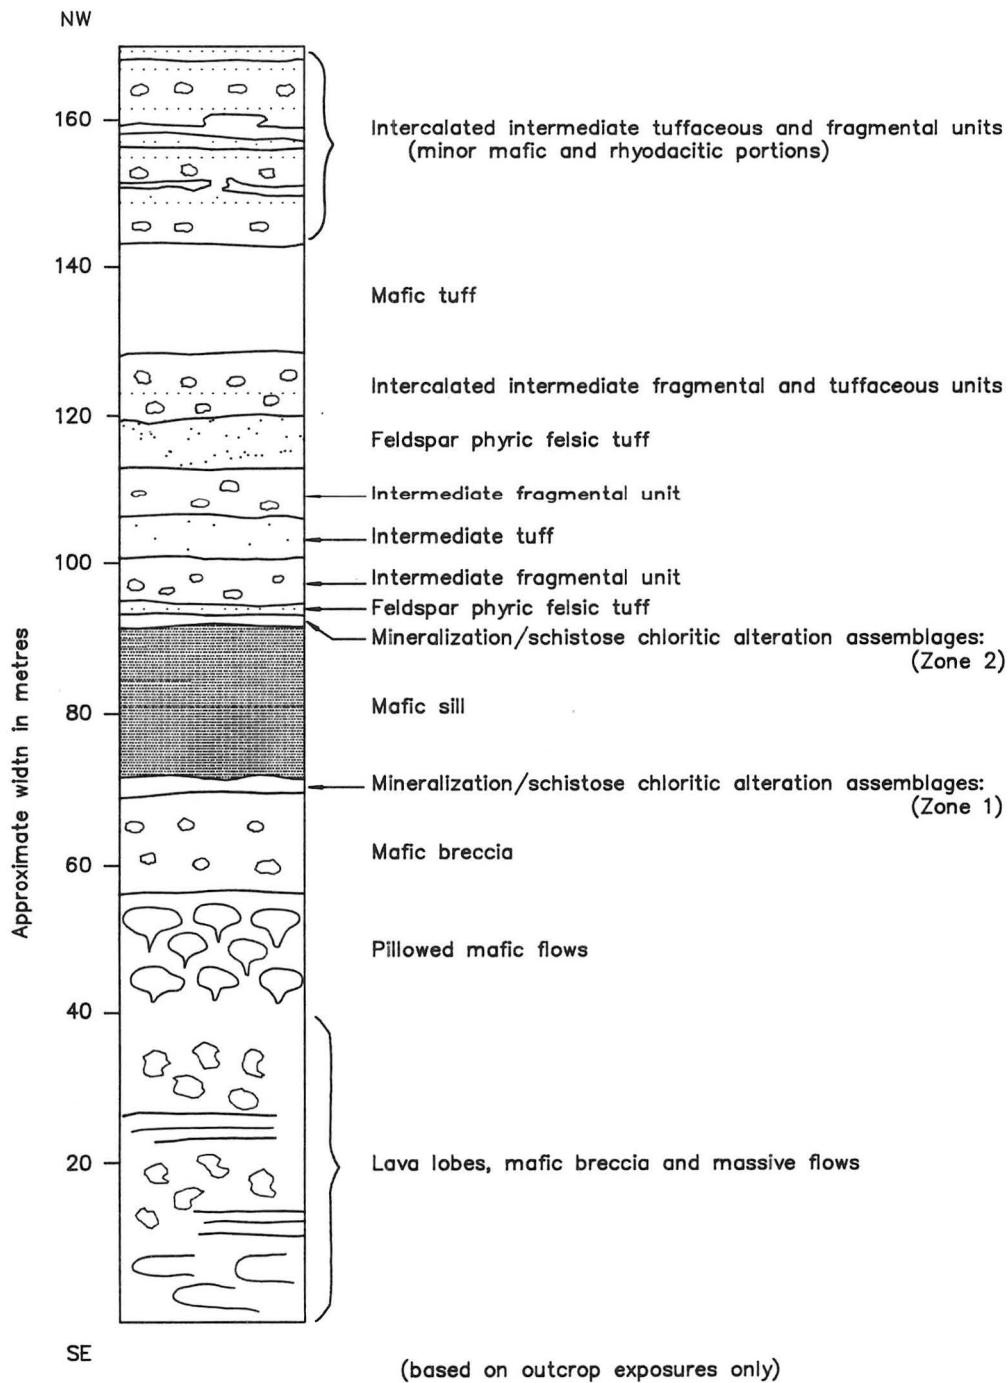 NW
160
Intercalated intermediate tuffaceous and fragmental units
(minor mafic and rhyodacitic portions)
140
Mafic tuff
Intercalated intermediate fragmental and tuffaceous units
120
Feldspar phyric felsic tuff
Intermediate fragmental unit
Intermediate tuff
100
Intermediate fragmental unit
Feldspar phyric felsic tuff
Mineralization/schistose chloritic alteration assemblages:
(Zone 2)
Approximate widtn in metres
80
Mafic sill
Mineralization/schistose chloritic alteration assemblages:
(Zone 1)
60
Mafic breccia
Pillowed mafic flows
40
20
Lava lobes, mafic breccia and massive flows
SE
(based on outcrop exposures only)